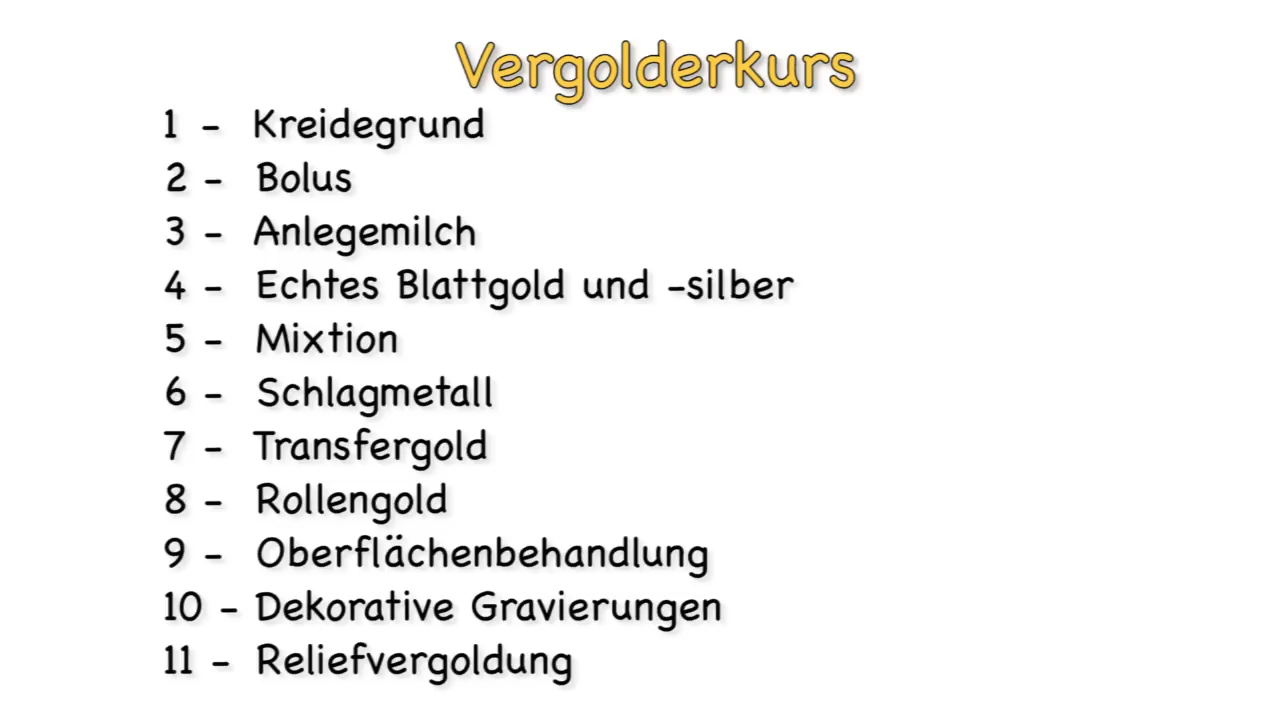 Vergolderkurs
1 - Kreidegrund
2 - Bolus
3 - Anlegemilch
4 - Echtes Blattgold und -silber
5 - Mixtion
6 - Schlagmetall
7 - Transfergold
8 - Rollengold
9 - Oberflächenbehandlung
10 - Dekorative Gravierungen
11 - Reliefvergoldung